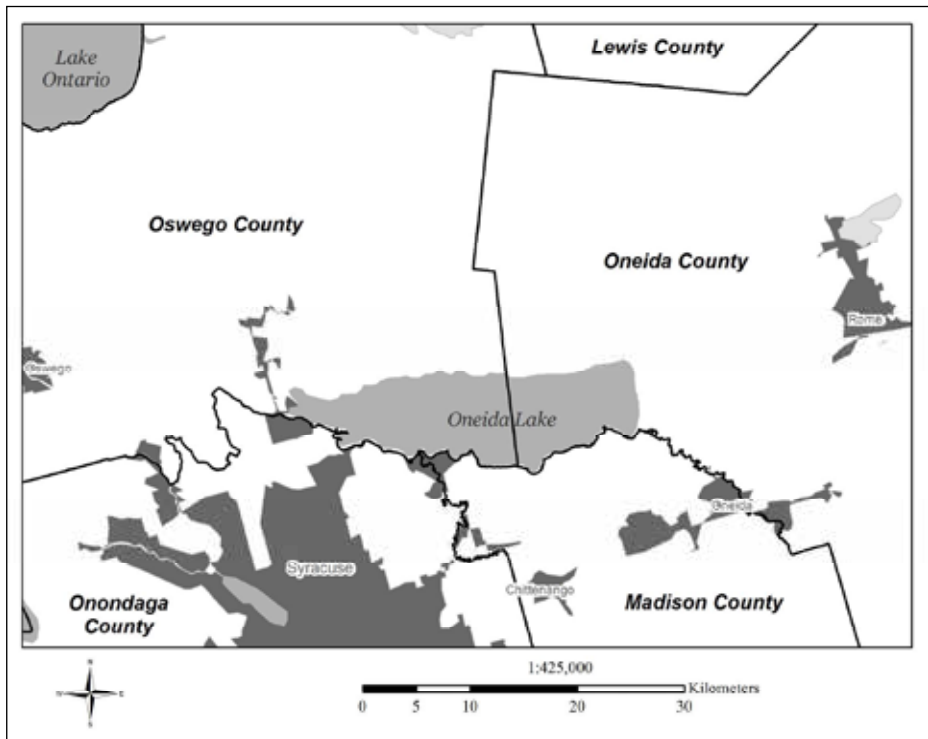 Lewis County
Lake
Ontario
Oswego County
Oneida County
Rome
Oswego
Oneida Lake
Oneida
Syracuse
Chittenango
Onondaga
County
Madison County
N
W
E
S
1:425,000
Kilometers
0 5 10 20 30